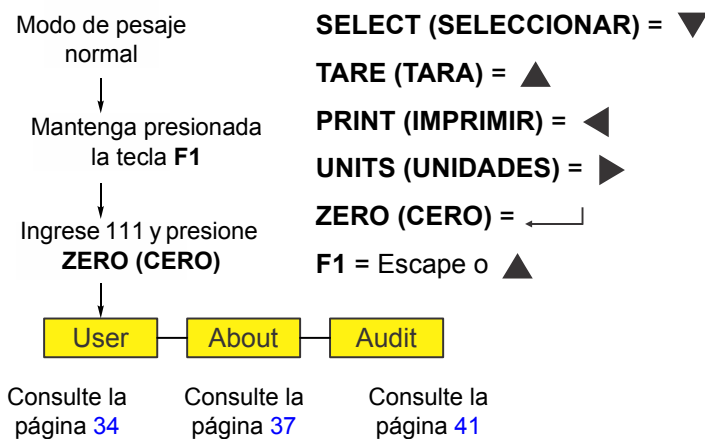 Modo de pesaje
normal
Mantenga presionada
la tecla F1
Ingrese 111 y presione
ZERO (CERO)
SELECT (SELECCIONAR) = ▼
TARE (TARA) = ▲
PRINT (IMPRIMIR) = ◀
UNITS (UNIDADES) = ▶
ZERO (CERO) = ↵
F1 = Escape o ▲
User About Audit
Consulte la Consulte la Consulte la
página 34 página 37 página 41